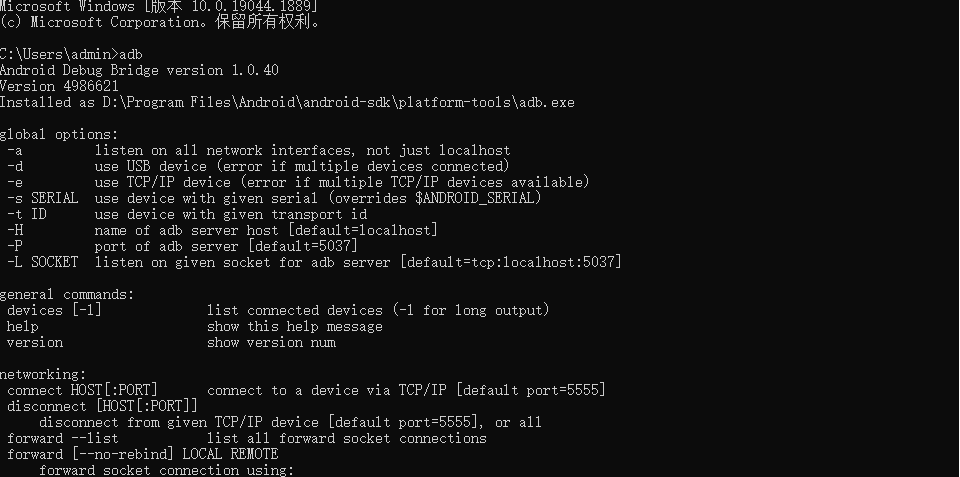 Microsoft Windows [版本 10.0.19044.1889]
(c) Microsoft Corporation。保留所有权利。
C:\Users\admin>adb
Android Debug Bridge version 1.0.40
Version 4986621
Installed as D:\Program Files\Android\android-sdk\platform-tools\adb.exe
global options:
 -a         listen on all network interfaces, not just localhost
 -d         use USB device (error if multiple devices connected)
 -e         use TCP/IP device (error if multiple TCP/IP devices available)
 -s SERIAL  use device with given serial (overrides $ANDROID_SERIAL)
 -t ID      use device with given transport id
 -H         name of adb server host [default=localhost]
 -P         port of adb server [default=5037]
 -L SOCKET  listen on given socket for adb server [default=tcp:localhost:5037]
general commands:
 devices [-l]             list connected devices (-l for long output)
 help                     show this help message
 version                  show version num
networking:
 connect HOST[:PORT]      connect to a device via TCP/IP [default port=5555]
 disconnect [HOST[:PORT]]
     disconnect from given TCP/IP device [default port=5555], or all
 forward --list           list all forward socket connections
 forward [--no-rebind] LOCAL REMOTE
     forward socket connection using: